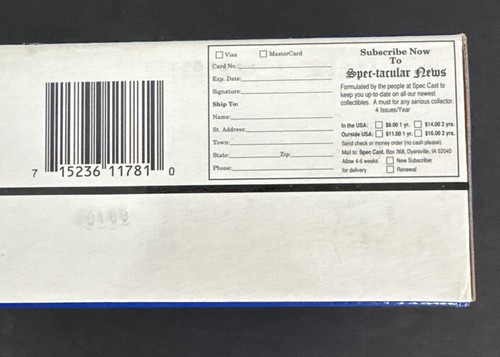 Visa MasterCard
Card No.
Exp. Date:
Signature:
Ship To:
Name:
St. Address:
Town:
State: Zip:
Phone:
Subscribe Now
To
Spec-tacular News
Formulated by the people at Spec Cast to
keep you up-to-date on all our newest
collectibles. A must for any serious collector.
4 Issues/Year
In the USA: $8.00 1 yr. $14.00 2 yrs.
Outside USA: $11.00 1 yr. $16.00 2 yrs.
Send check or money order (no cash please)
Mail to: Spec Cast, Box 368, Dyersville, IA 52040
Allow 4-6 weeks New Subscriber
for delivery Renewal
7 15236 11781 0